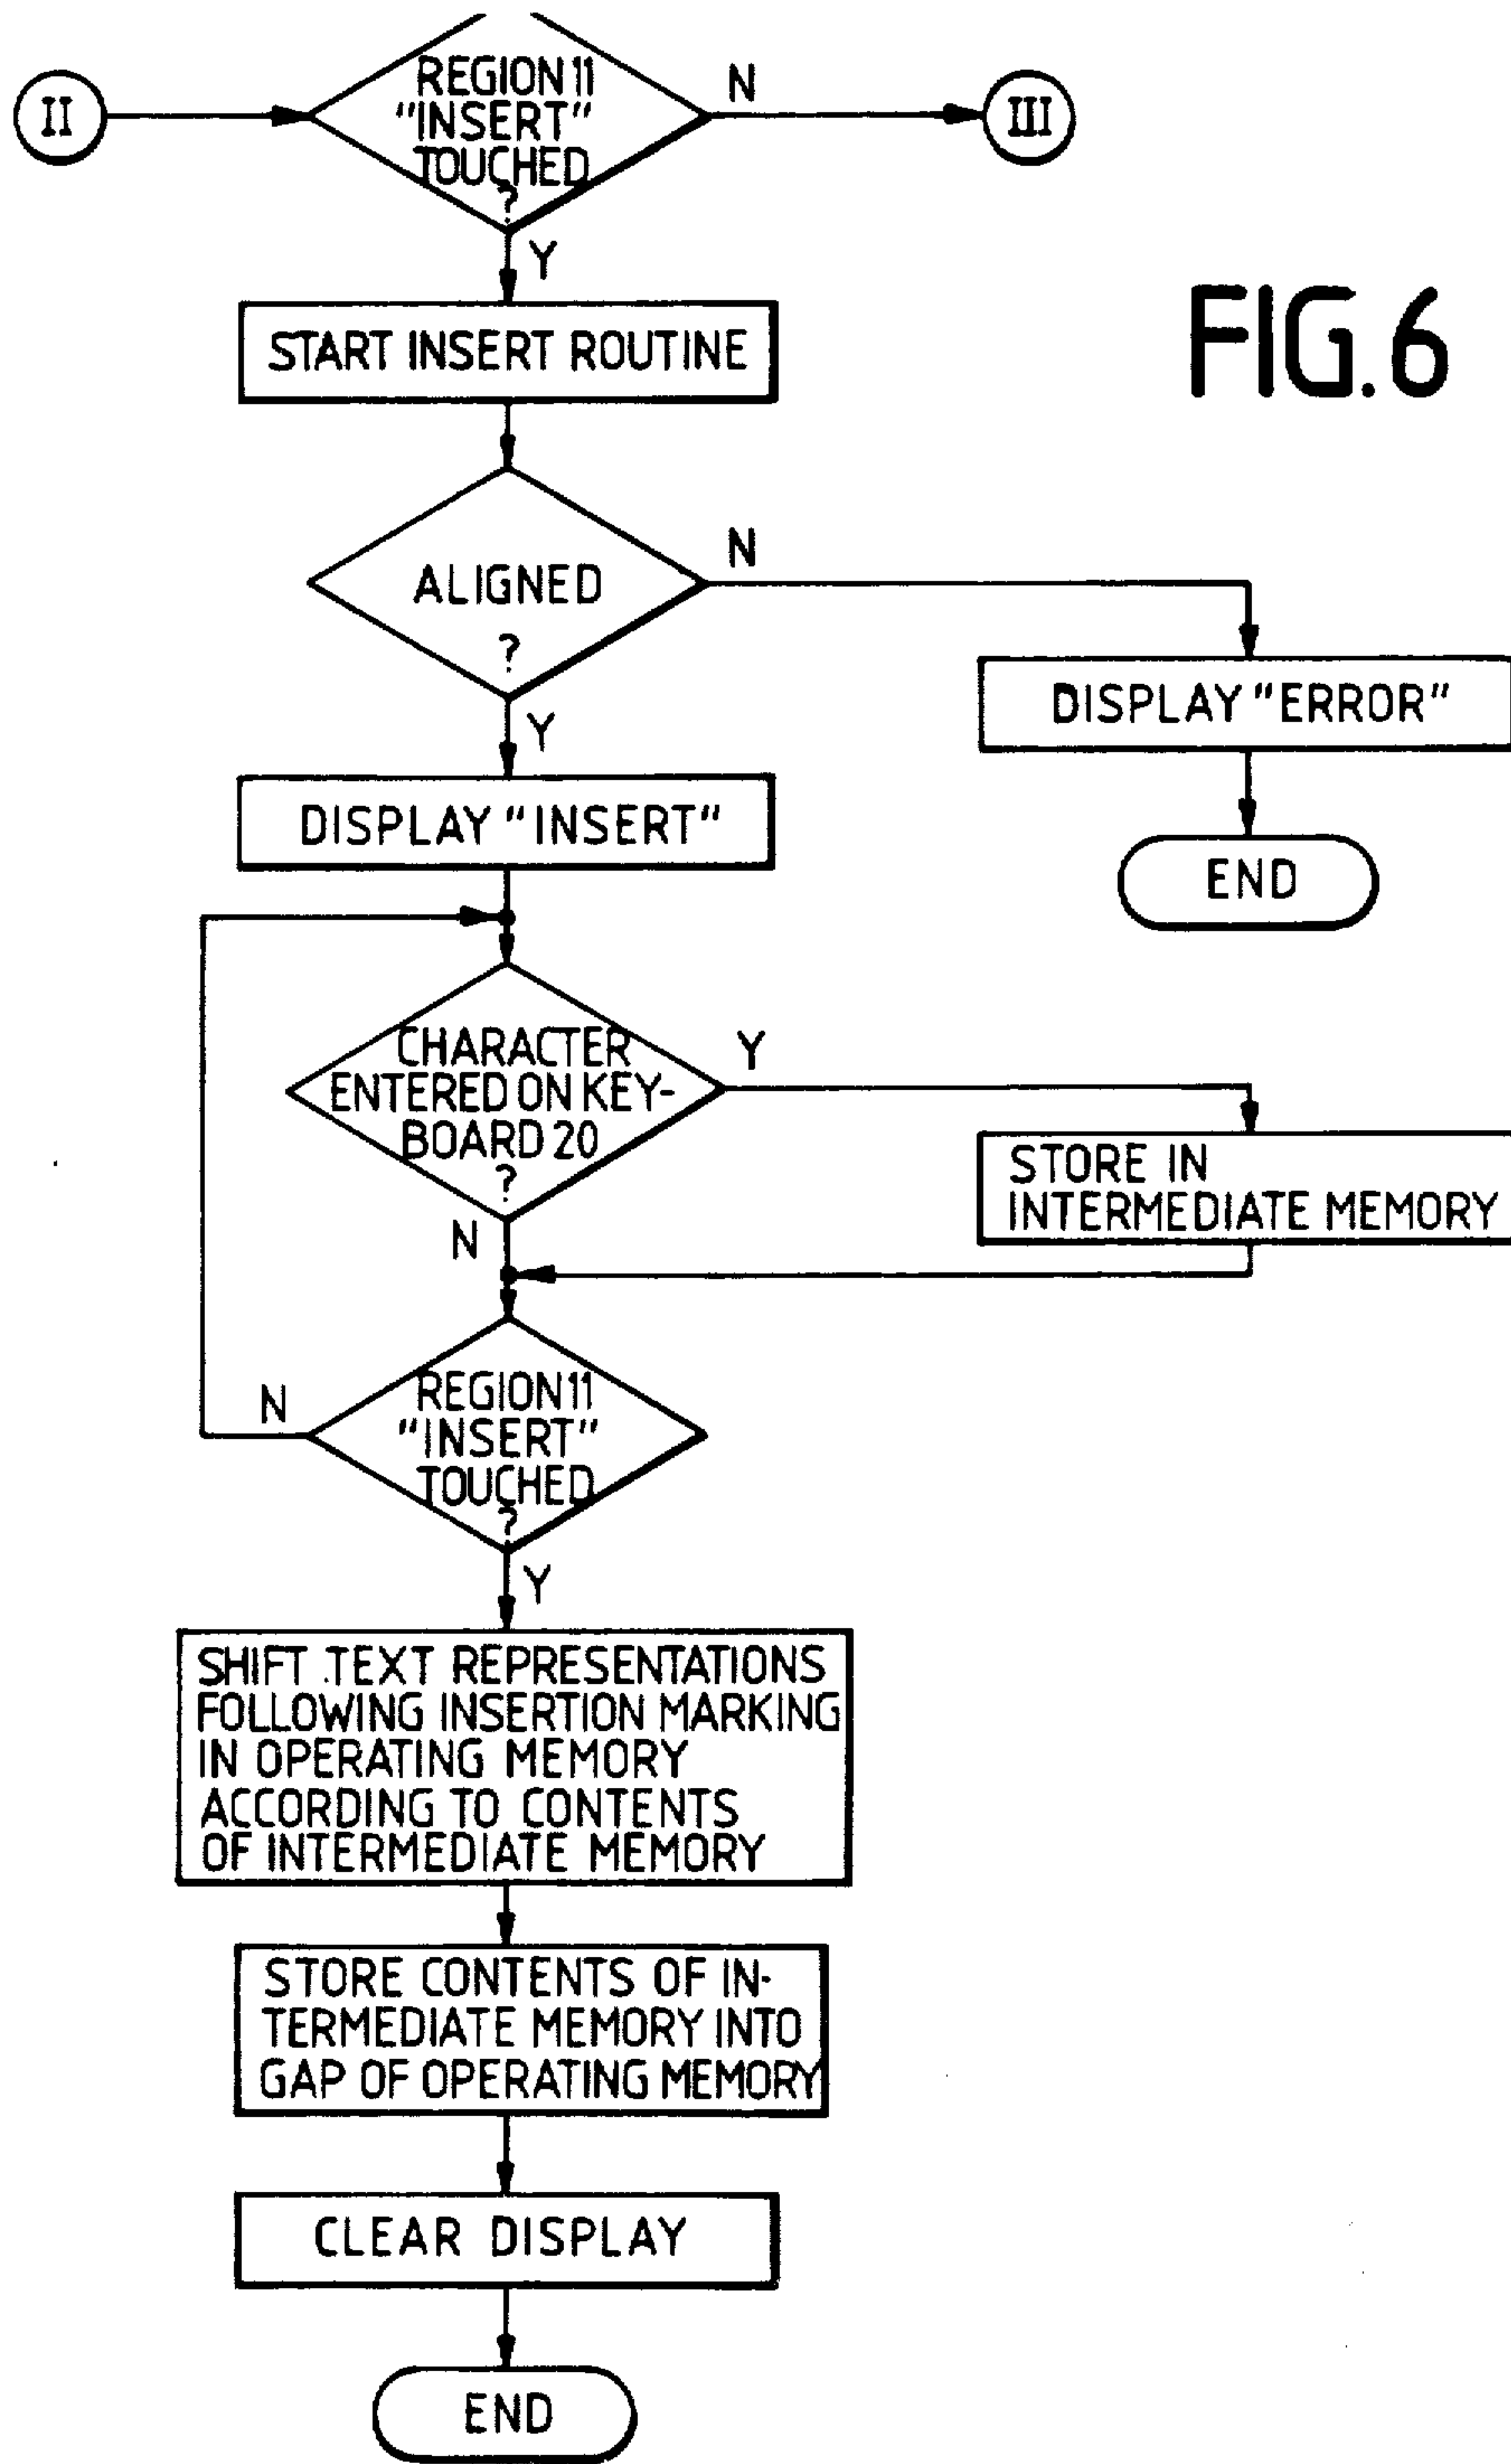 II
REGION 11
"INSERT"
TOUCHED
?
N
III
Y
START INSERT ROUTINE
FIG. 6
ALIGNED
?
N
DISPLAY "ERROR"
END
Y
DISPLAY "INSERT"
CHARACTER
ENTERED ON KEY-
BOARD 20
?
Y
STORE IN
INTERMEDIATE MEMORY
N
REGION 11
"INSERT"
TOUCHED
?
N
Y
SHIFT TEXT REPRESENTATIONS
FOLLOWING INSERTION MARKING
IN OPERATING MEMORY
ACCORDING TO CONTENTS
OF INTERMEDIATE MEMORY
STORE CONTENTS OF IN-
TERMEDIATE MEMORY INTO
GAP OF OPERATING MEMORY
CLEAR DISPLAY
END